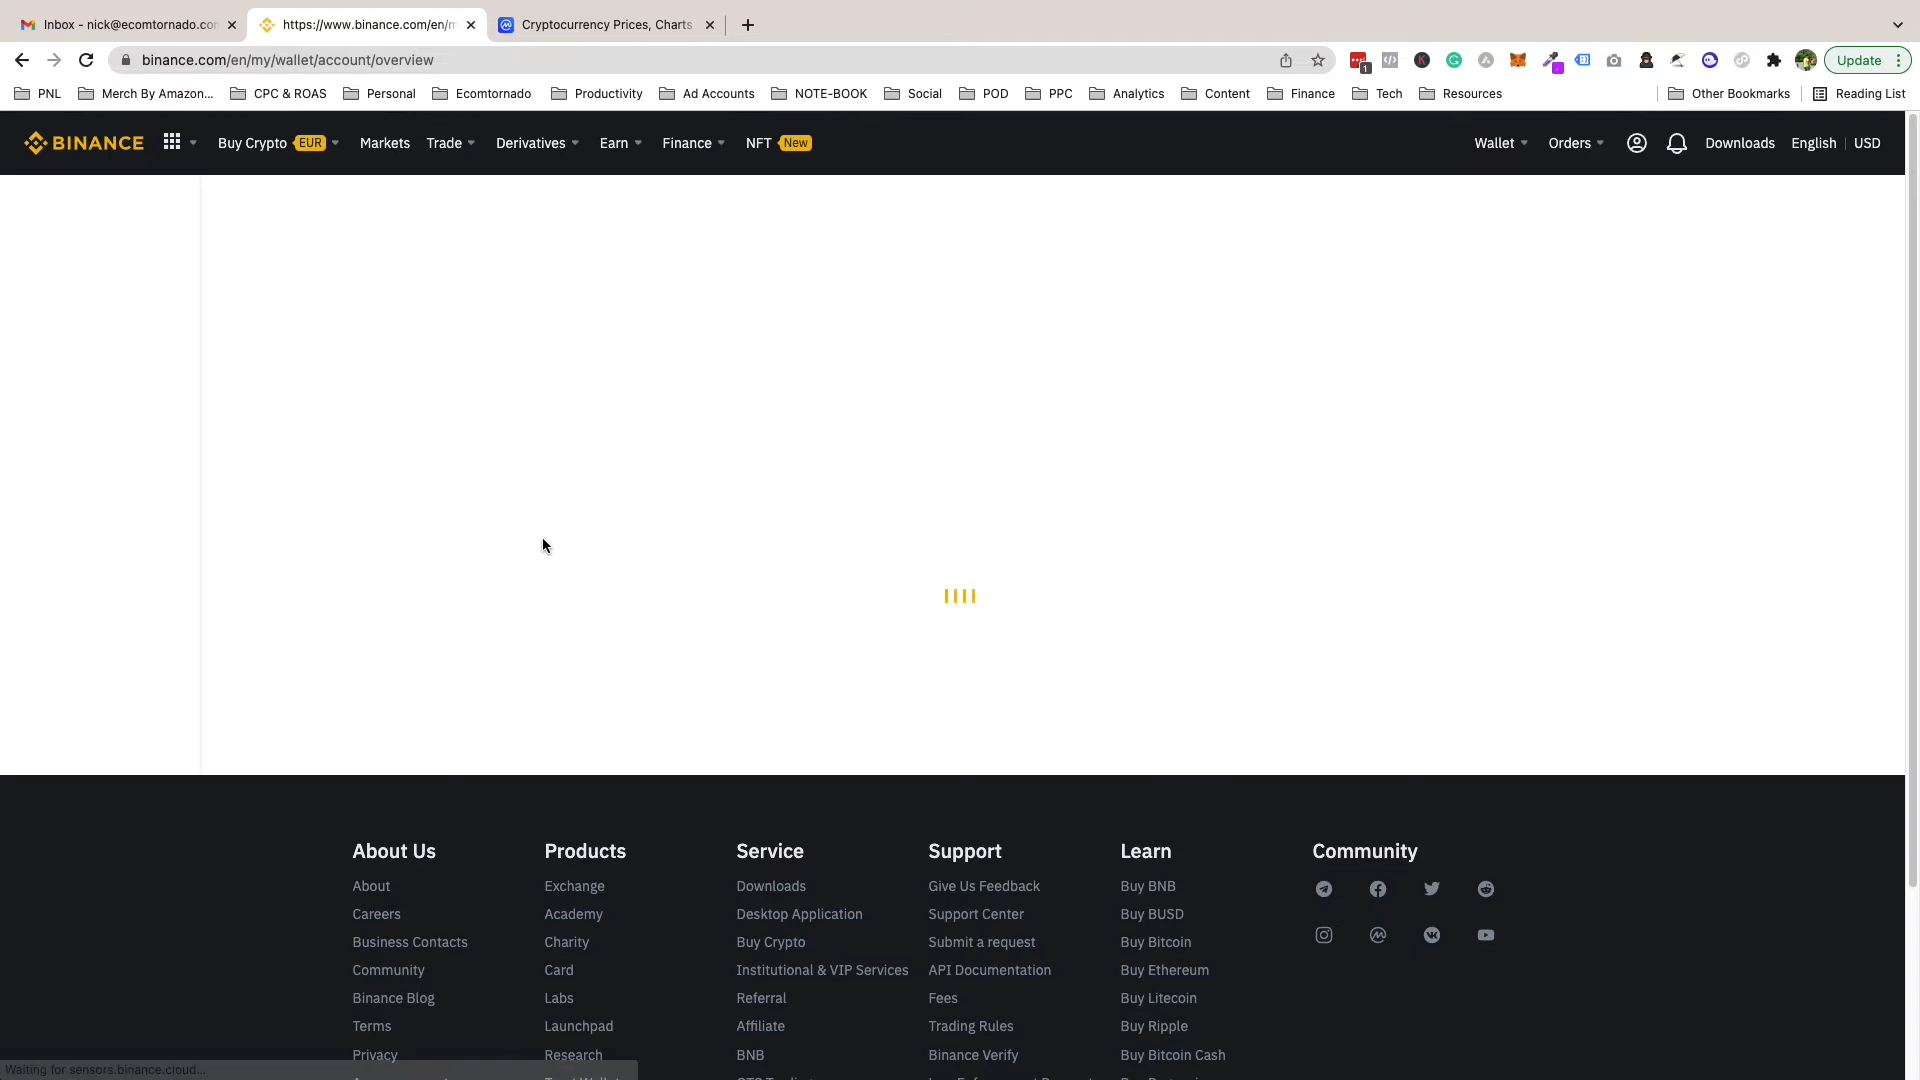 Inbox - nick@ecomtornado.con
https://www.binance.com/en/m
Cryptocurrency Prices, Charts
binance.com/en/my/wallet/account/overview
1
Update
PNL
Merch By Amazon...
CPC & ROAS
Personal
Ecomtornado
Productivity
Ad Accounts
NOTE-BOOK
Social
POD
PPC
Analytics
Content
Finance
Tech
Resources
Other Bookmarks
Reading List
BINANCE
Buy Crypto EUR
Markets
Trade
Derivatives
Earn
Finance
NFT New
Wallet
Orders
Downloads
English
USD
About Us
About
Careers
Business Contacts
Community
Binance Blog
Terms
Privacy
Products
Exchange
Academy
Charity
Card
Labs
Launchpad
Research
Service
Downloads
Desktop Application
Buy Crypto
Institutional & VIP Services
Referral
Affiliate
BNB
Support
Give Us Feedback
Support Center
Submit a request
API Documentation
Fees
Trading Rules
Binance Verify
Learn
Buy BNB
Buy BUSD
Buy Bitcoin
Buy Ethereum
Buy Litecoin
Buy Ripple
Buy Bitcoin Cash
Community
Waiting for sensors.binance.cloud...